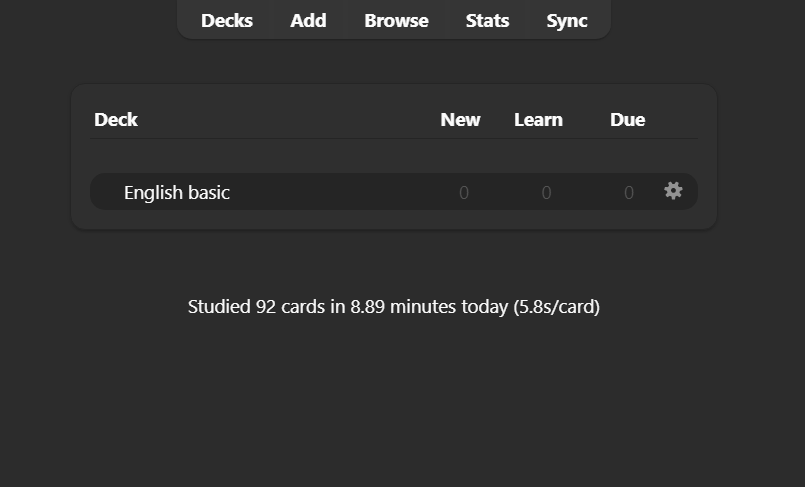 Decks Add Browse Stats Sync
Deck New Learn Due
English basic 0 0 0
Studied 92 cards in 8.89 minutes today (5.8s/card)